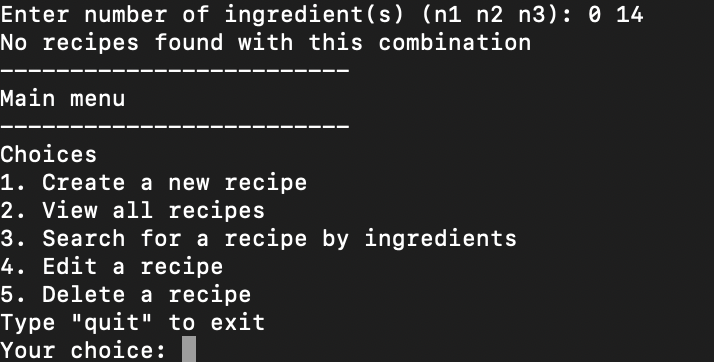 Enter number of ingredient(s) (n1 n2 n3): 0 14
No recipes found with this combination
-------------------------
Main menu
-------------------------
Choices
1. Create a new recipe
2. View all recipes
3. Search for a recipe by ingredients
4. Edit a recipe
5. Delete a recipe
Type "quit" to exit
Your choice: